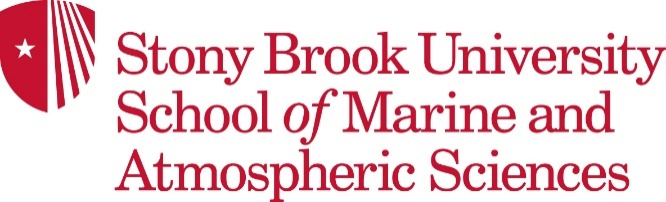 Stony Brook University
School of Marine and
Atmospheric Sciences